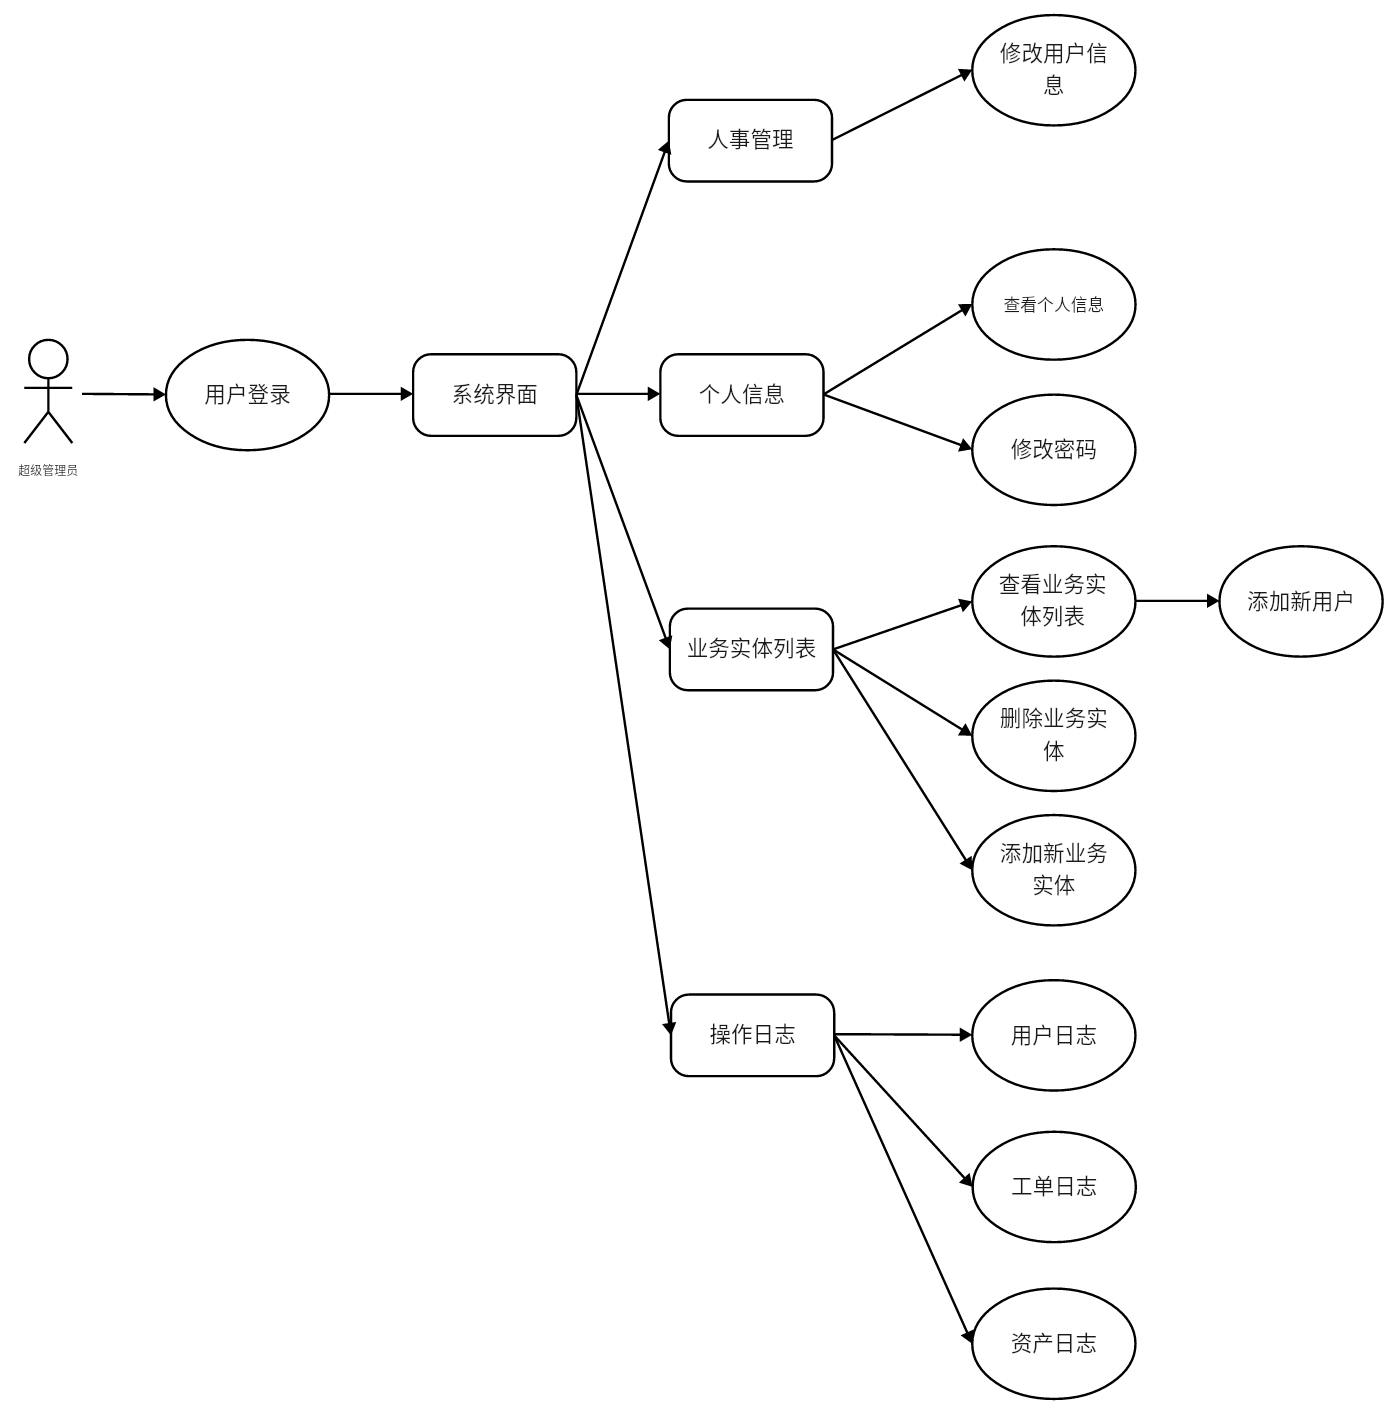 超级管理员
用户登录
系统界面
人事管理
修改用户信
息
个人信息
查看个人信息
修改密码
业务实体列表
查看业务实
体列表
添加新用户
删除业务实
体
添加新业务
实体
操作日志
用户日志
工单日志
资产日志